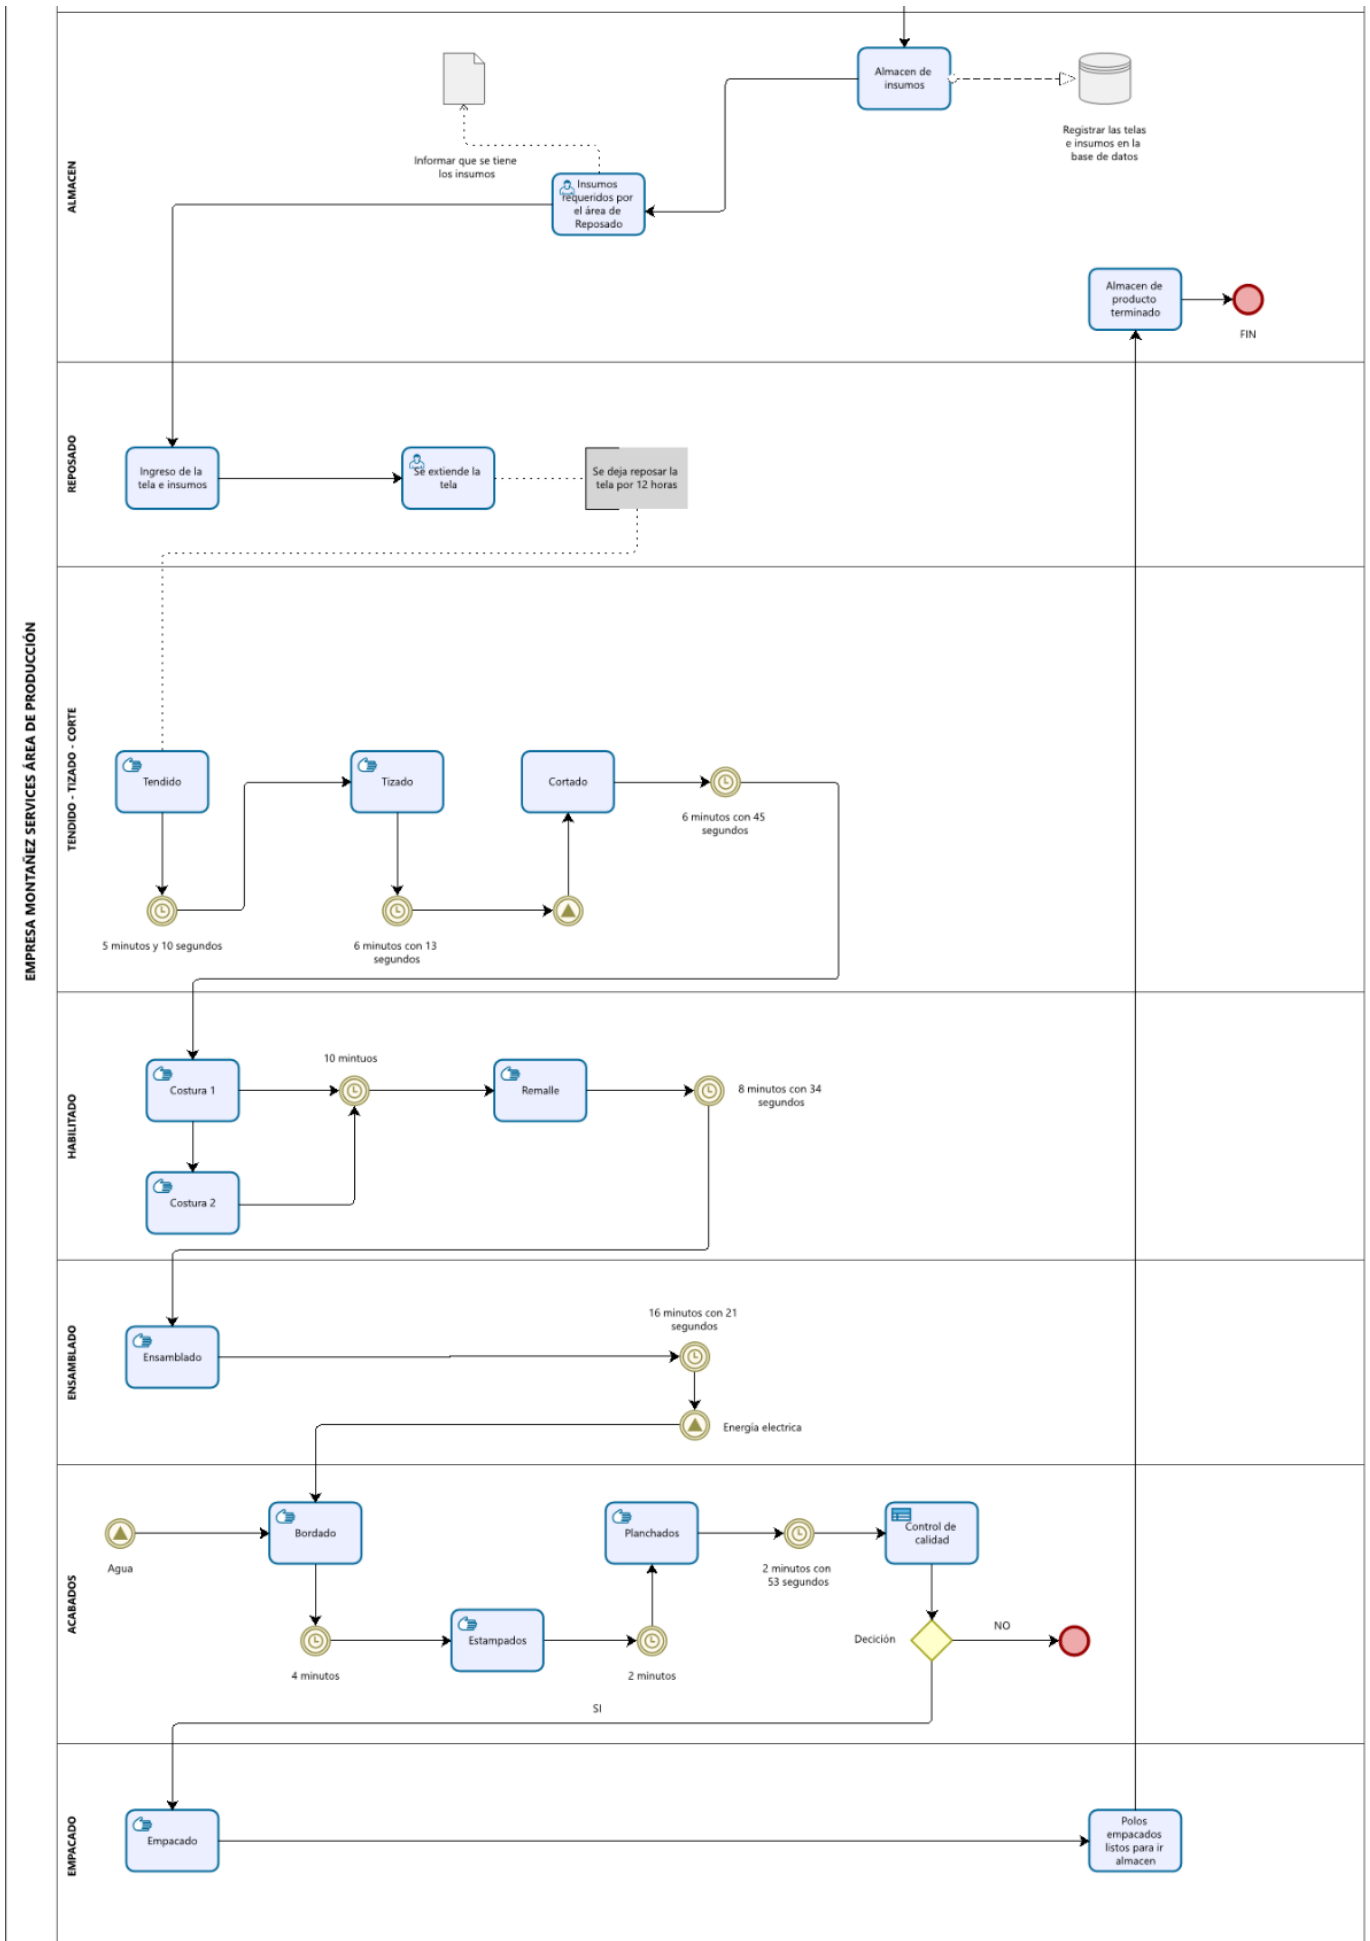 EMPRESA MONTAÑEZ SERVICES ÁREA DE PRODUCCIÓN
ALMACEN
Almacen de
insumos
Registrar las telas
e insumos en la
base de datos
Informar que se tiene
los insumos
Insumos
requeridos por
el área de
Reposado
Almacen de
producto
terminado
FIN
REPOSADO
Ingreso de la
tela e insumos
Se extiende la
tela
Se deja reposar la
tela por 12 horas
TENDIDO - TIZADO - CORTE
Tendido
Tizado
Cortado
6 minutos con 45
segundos
5 minutos y 10 segundos
6 minutos con 13
segundos
HABILITADO
10 mintuos
Costura 1
Remalle
8 minutos con 34
segundos
Costura 2
ENSAMBLADO
16 minutos con 21
segundos
Ensamblado
Energía electrica
ACABADOS
Agua
Bordado
Planchados
2 minutos con
53 segundos
Control de
calidad
4 minutos
Estampados
2 minutos
Decición
NO
SI
EMPACADO
Empacado
Polos
empacados
listos para ir
almacen